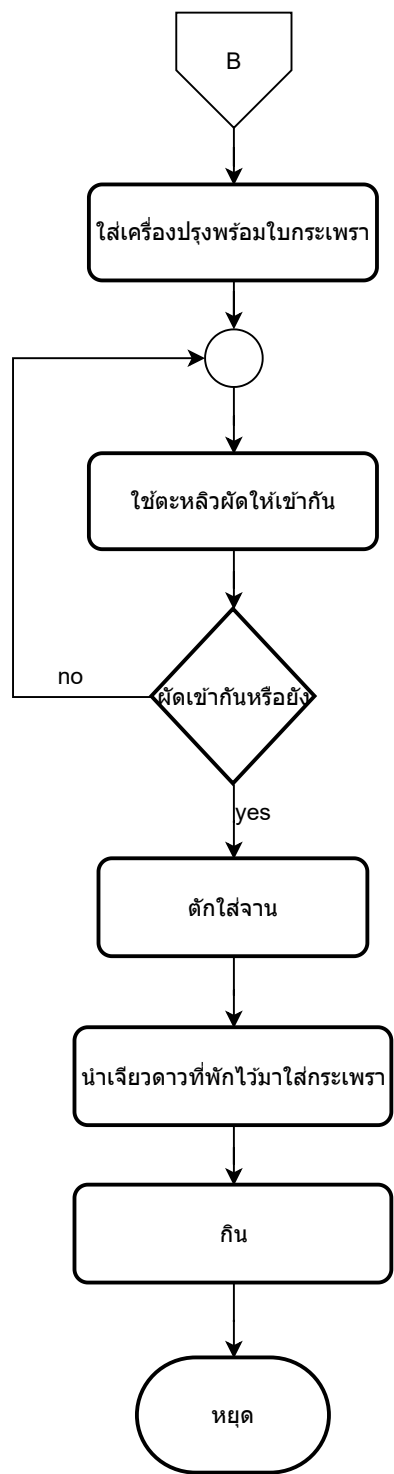 B
ใส่เครื่องปรุงพร้อมใบกระเพรา
ใช้ตะหลิวผัดให้เข้ากัน
ผัดเข้ากันหรือยัง
no
yes
ตักใส่จาน
นำเจียวดาวที่พักไว้มาใส่กระเพรา
กิน
หยุด